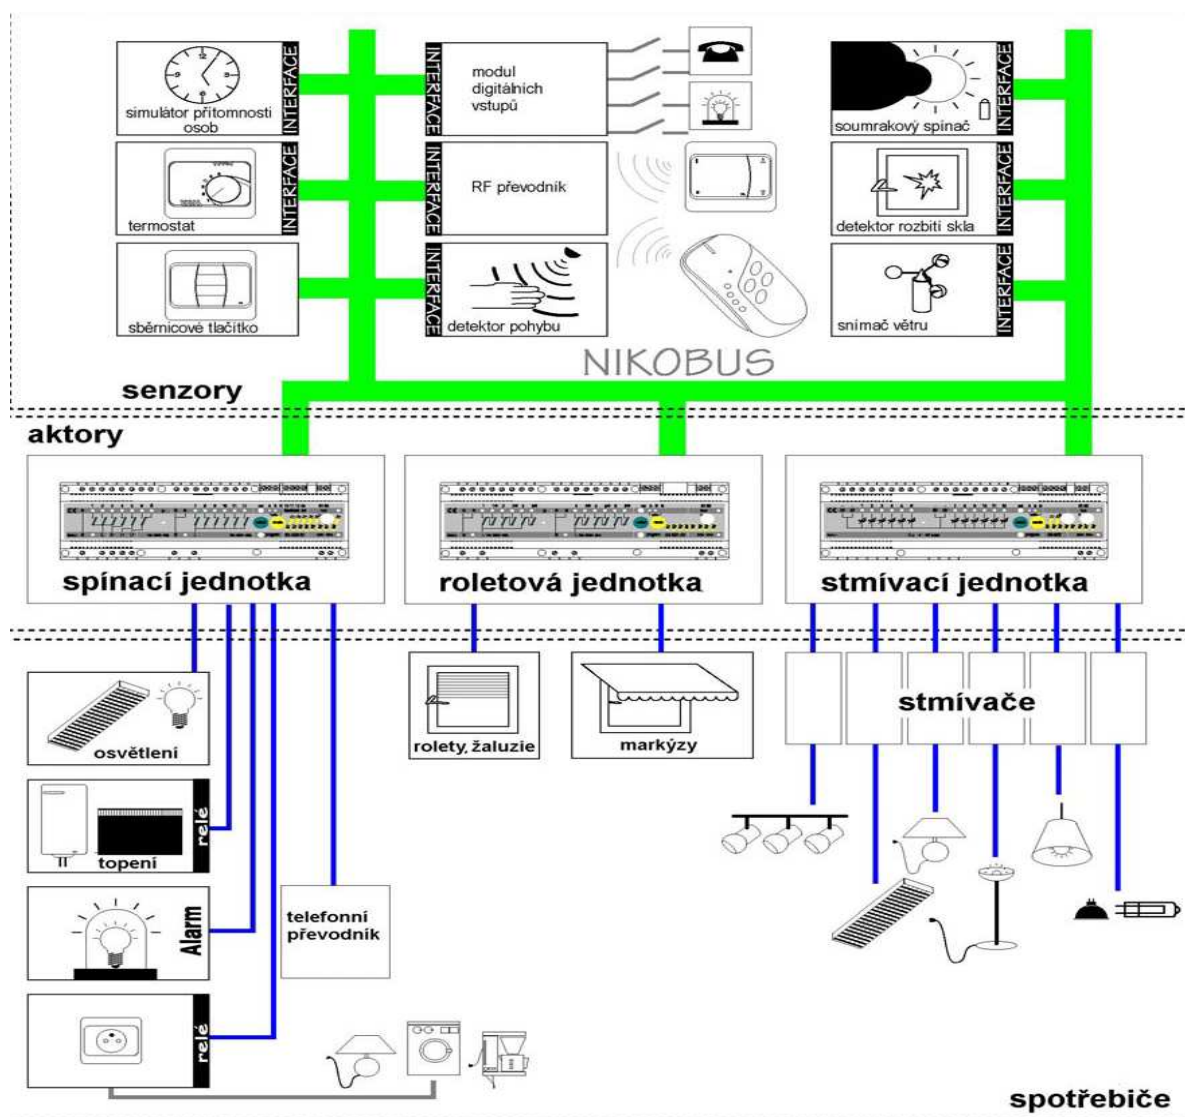 simulátor přítomnosti
osob
INTERFACE
INTERFACE
modul
digitálních
vstupů
soumrakový spínač
INTERFACE
termostat
INTERFACE
INTERFACE
RF převodník
detektor rozbití skla
INTERFACE
sběrnicové tlačítko
INTERFACE
detektor pohybu
snímač větru
INTERFACE
NIKOBUS
senzory
aktory
spínací jednotka
roletová jednotka
stmívací jednotka
osvětlení
rolety, žaluzie
markýzy
stmívače
topení
relé
Alarm
telefonní
převodník
relé
spotřebiče